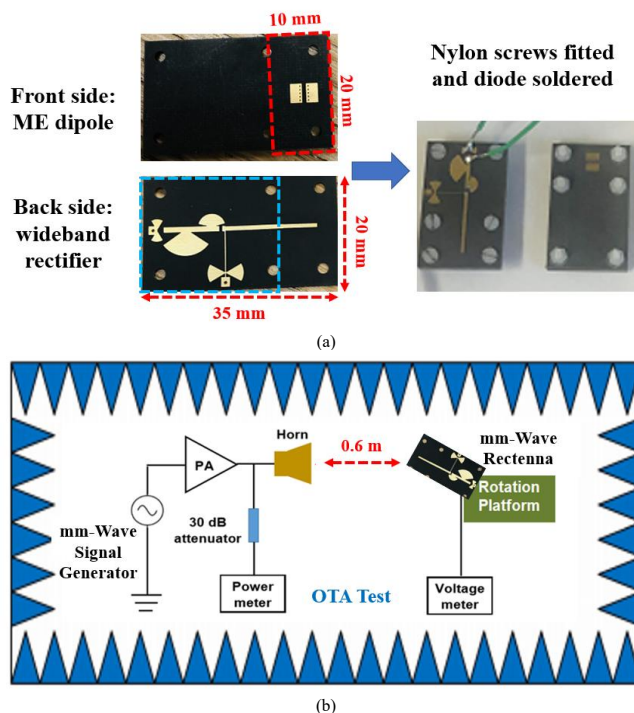 10 mm
Front side:
ME dipole
20 mm
Nylon screws fitted
and diode soldered
Back side:
wideband
rectifier
20 mm
35 mm
(a)
PA
Horn
0.6 m
mm-Wave
Rectenna
Rotation
Platform
mm-Wave
Signal
Generator
30 dB
attenuator
Power
meter
OTA Test
Voltage
meter
(b)